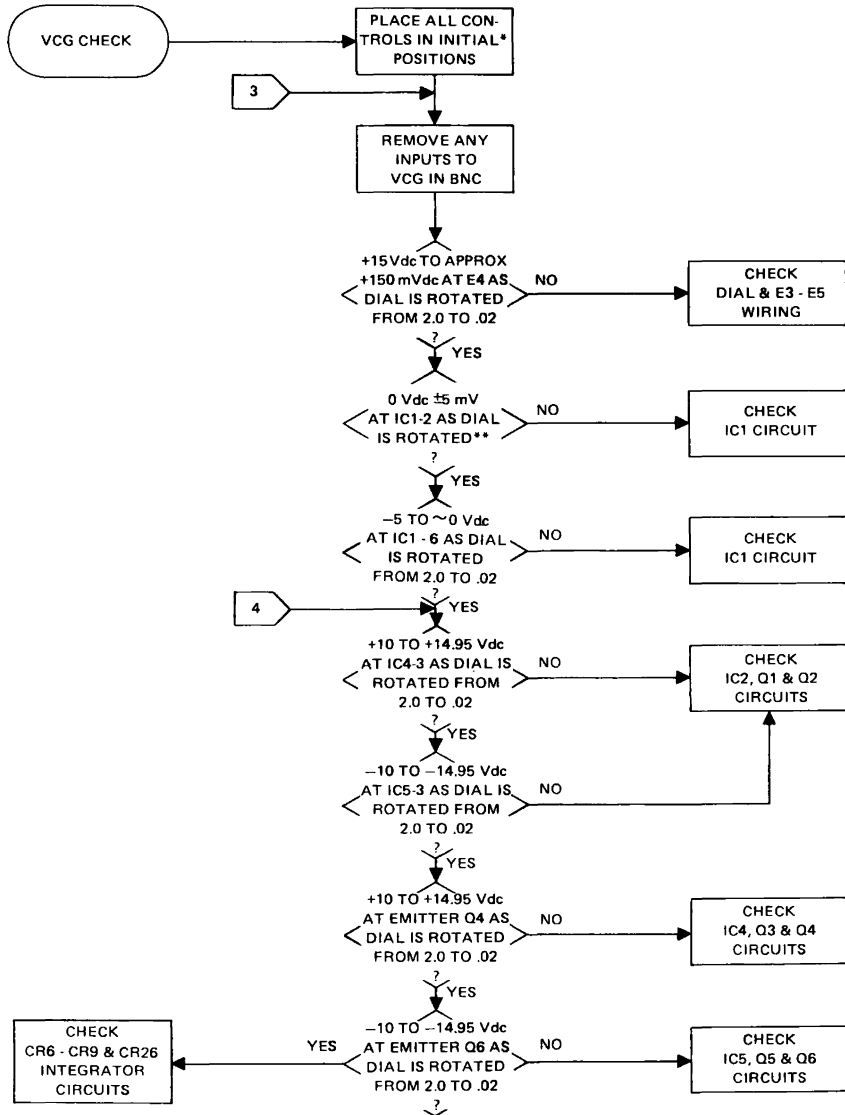 VCG CHECK
PLACE ALL CON-
TROLS IN INITIAL*
POSITIONS
3
REMOVE ANY
INPUTS TO
VCG IN BNC
+15 Vdc TO APPROX
+150 mVdc AT E4 AS
DIAL IS ROTATED
FROM 2.0 TO .02
?
NO
CHECK
DIAL & E3 - E5
WIRING
YES
0 Vdc ±5 mV
AT IC1-2 AS DIAL
IS ROTATED**
?
NO
CHECK
IC1 CIRCUIT
YES
−5 TO ~0 Vdc
AT IC1 - 6 AS DIAL
IS ROTATED
FROM 2.0 TO .02
?
NO
CHECK
IC1 CIRCUIT
YES
4
+10 TO +14.95 Vdc
AT IC4-3 AS DIAL IS
ROTATED FROM
2.0 TO .02
?
NO
CHECK
IC2, Q1 & Q2
CIRCUITS
YES
−10 TO −14.95 Vdc
AT IC5-3 AS DIAL IS
ROTATED FROM
2.0 TO .02
?
NO
YES
+10 TO +14.95 Vdc
AT EMITTER Q4 AS
DIAL IS ROTATED
FROM 2.0 TO .02
?
NO
CHECK
IC4, Q3 & Q4
CIRCUITS
YES
−10 TO −14.95 Vdc
AT EMITTER Q6 AS
DIAL IS ROTATED
FROM 2.0 TO .02
?
YES
CHECK
CR6 - CR9 & CR26
INTEGRATOR
CIRCUITS
NO
CHECK
IC5, Q5 & Q6
CIRCUITS